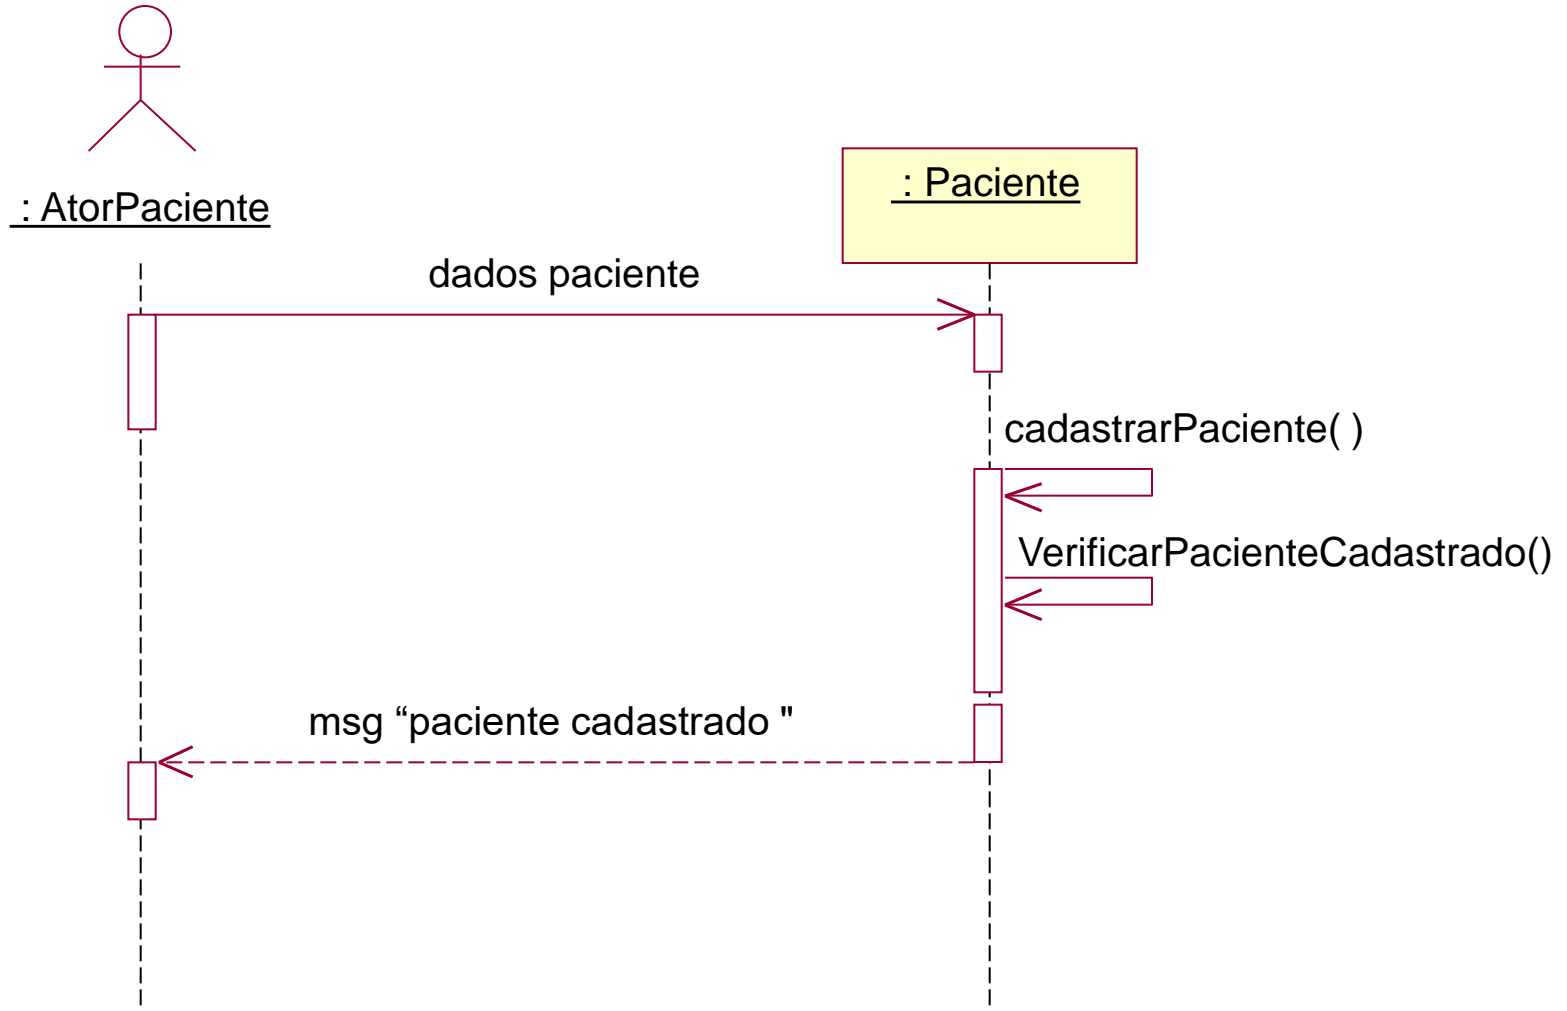 : AtorPaciente
: Paciente
dados paciente
cadastrarPaciente( )
VerificarPacienteCadastrado()
msg “paciente cadastrado "